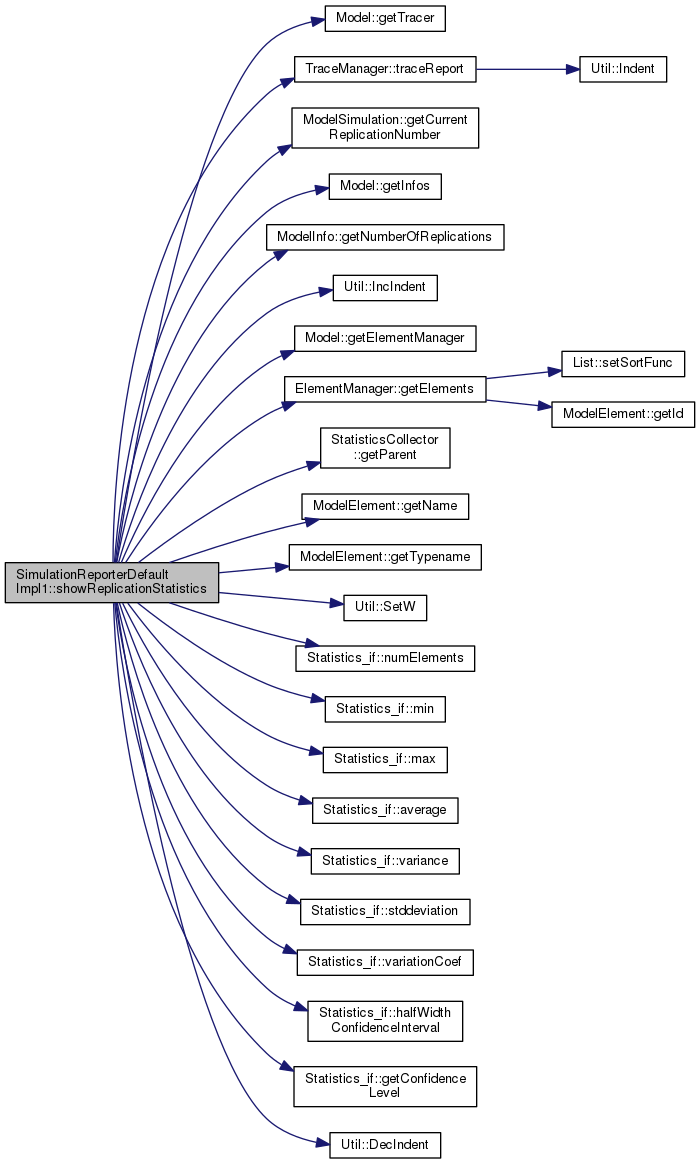 Model::getTracer
TraceManager::traceReport
Util::Indent
ModelSimulation::getCurrent
ReplicationNumber
Model::getInfos
ModelInfo::getNumberOfReplications
Util::IncIndent
Model::getElementManager
List::setSortFunc
ElementManager::getElements
ModelElement::getId
StatisticsCollector
::getParent
ModelElement::getName
ModelElement::getTypename
SimulationReporterDefault
Impl1::showReplicationStatistics
Util::SetW
Statistics_if::numElements
Statistics_if::min
Statistics_if::max
Statistics_if::average
Statistics_if::variance
Statistics_if::stddeviation
Statistics_if::variationCoef
Statistics_if::halfWidth
ConfidenceInterval
Statistics_if::getConfidence
Level
Util::DecIndent